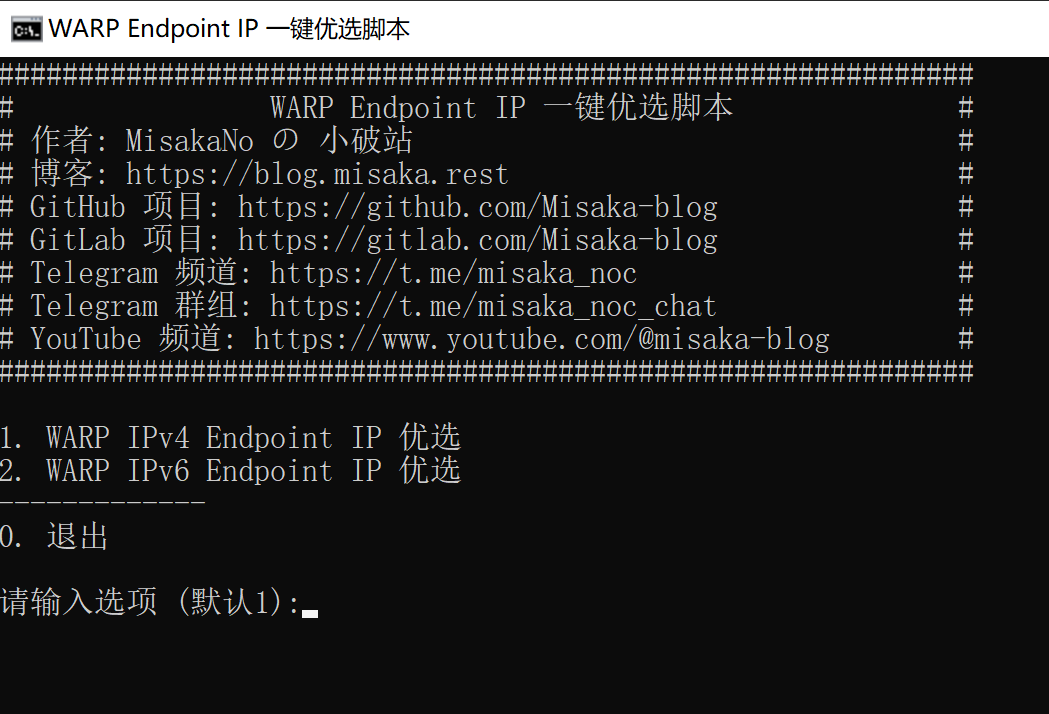 WARP Endpoint IP 一键优选脚本
#############################################################
# WARP Endpoint IP 一键优选脚本 #
# 作者: MisakaNo の 小破站 #
# 博客: https://blog.misaka.rest #
# GitHub 项目: https://github.com/Misaka-blog #
# GitLab 项目: https://gitlab.com/Misaka-blog #
# Telegram 频道: https://t.me/misaka_noc #
# Telegram 群组: https://t.me/misaka_noc_chat #
# YouTube 频道: https://www.youtube.com/@misaka-blog #
#############################################################
1. WARP IPv4 Endpoint IP 优选
2. WARP IPv6 Endpoint IP 优选
-------------
0. 退出
请输入选项 (默认1):